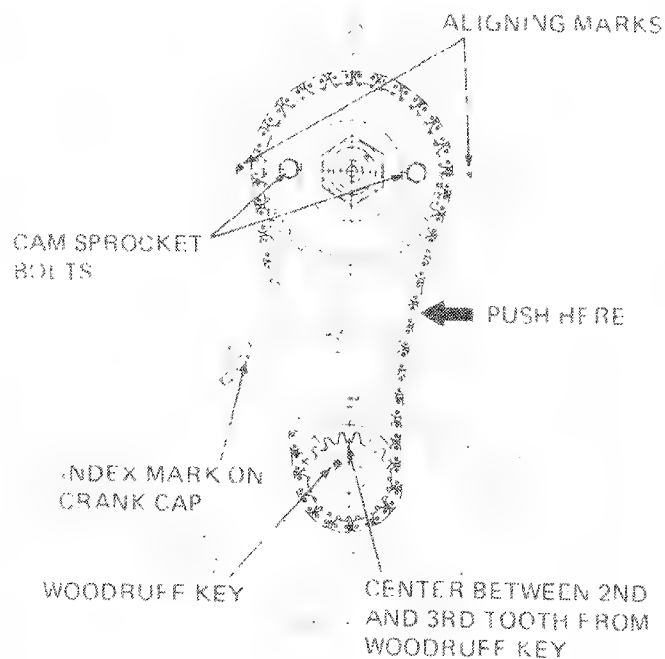 ALIGNING MARKS
CAM SPROCKET
BOLTS
PUSH HERE
INDEX MARK ON
CRANK CAP
WOODRUFF KEY
CENTER BETWEEN 2ND
AND 3RD TOOTH FROM
WOODRUFF KEY